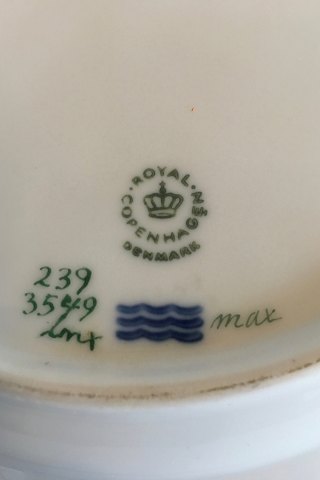 ROYAL
COPENHAGEN
DENMARK
239
3549
max